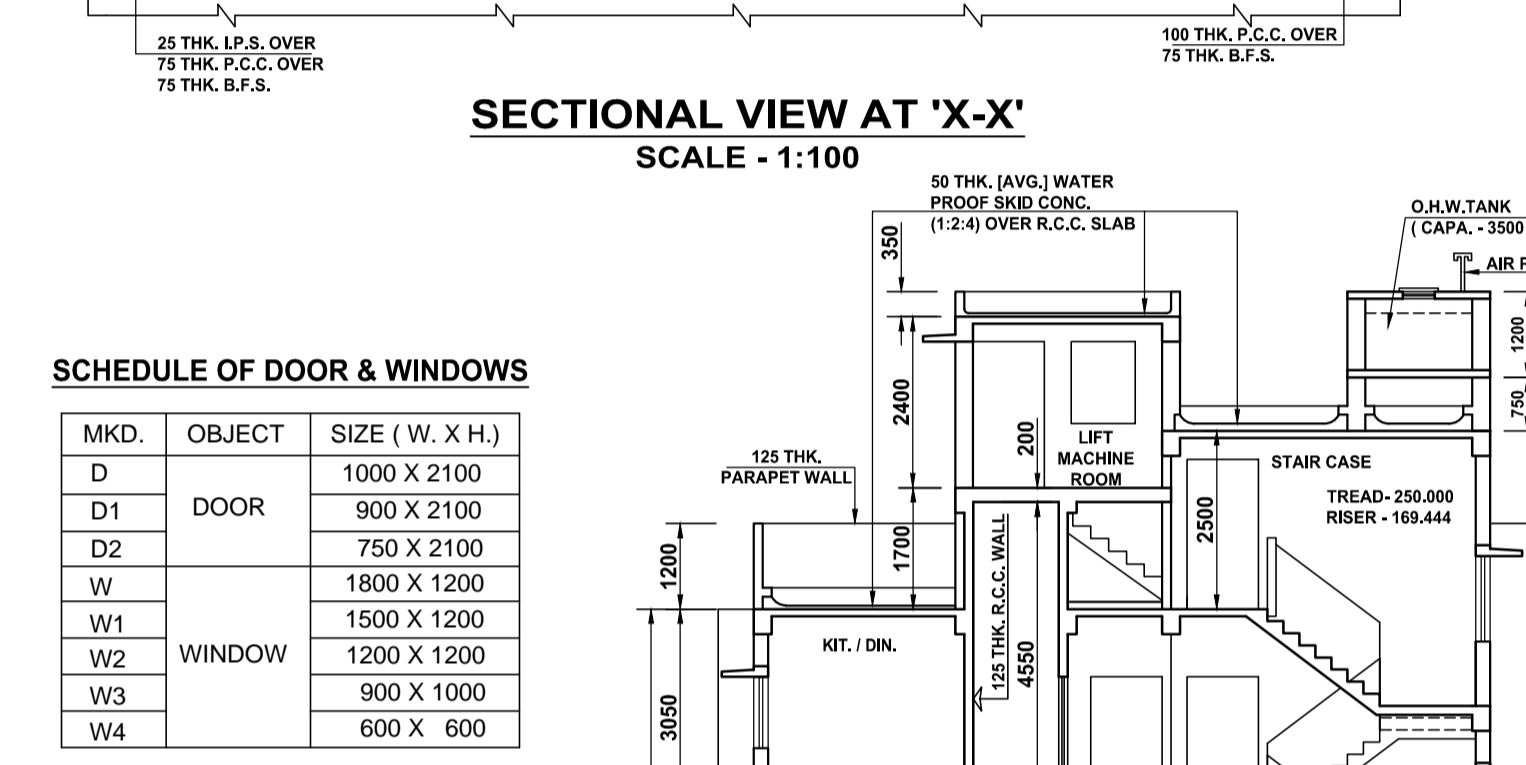 25 THK. I.P.S. OVER
75 THK. P.C.C. OVER
75 THK. B.F.S.
100 THK. P.C.C. OVER
75 THK. B.F.S.
SECTIONAL VIEW AT 'X-X'
SCALE - 1:100
50 THK. [AVG.] WATER
PROOF SKID CONC.
(1:2:4) OVER R.C.C. SLAB
O.H.W.TANK
( CAPA. - 3500
AIR
350
1200
750
2400
200
LIFT
MACHINE
ROOM
STAIR CASE
TREAD- 250.000
RISER - 169.444
125 THK.
PARAPET WALL
2500
1700
1200
125 THK. R.C.C. WALL
4550
KIT. / DIN.
3050
SCHEDULE OF DOOR & WINDOWS
MKD. OBJECT SIZE ( W. X H.)
D DOOR 1000 X 2100
D1 900 X 2100
D2 750 X 2100
W WINDOW 1800 X 1200
W1 1500 X 1200
W2 1200 X 1200
W3 900 X 1000
W4 600 X 600